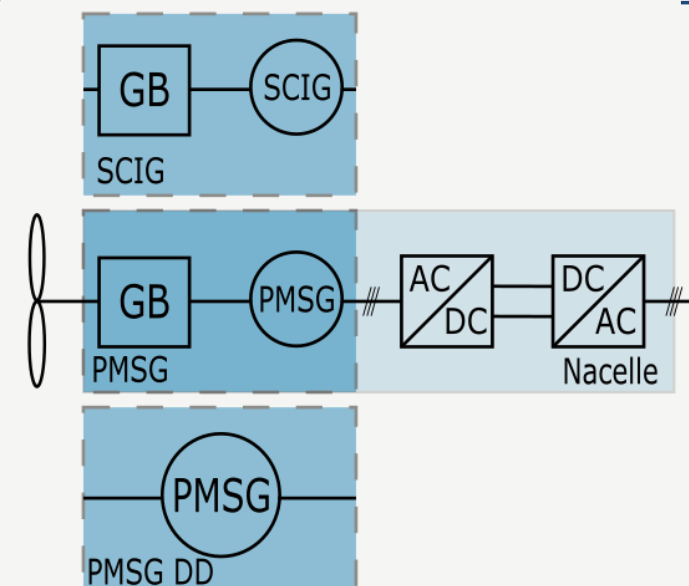 GB
SCIG
SCIG
GB
PMSG
AC
DC
DC
AC
PMSG
Nacelle
PMSG
PMSG DD